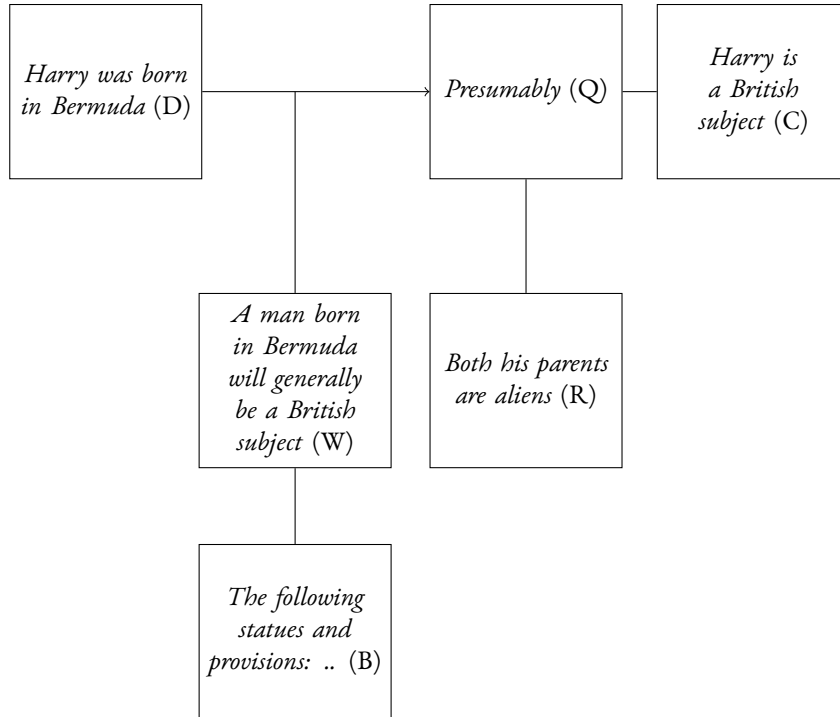 Harry was born
in Bermuda (D)
Presumably (Q)
Harry is
a British
subject (C)
A man born
in Bermuda
will generally
be a British
subject (W)
Both his parents
are aliens (R)
The following
statues and
provisions: .. (B)